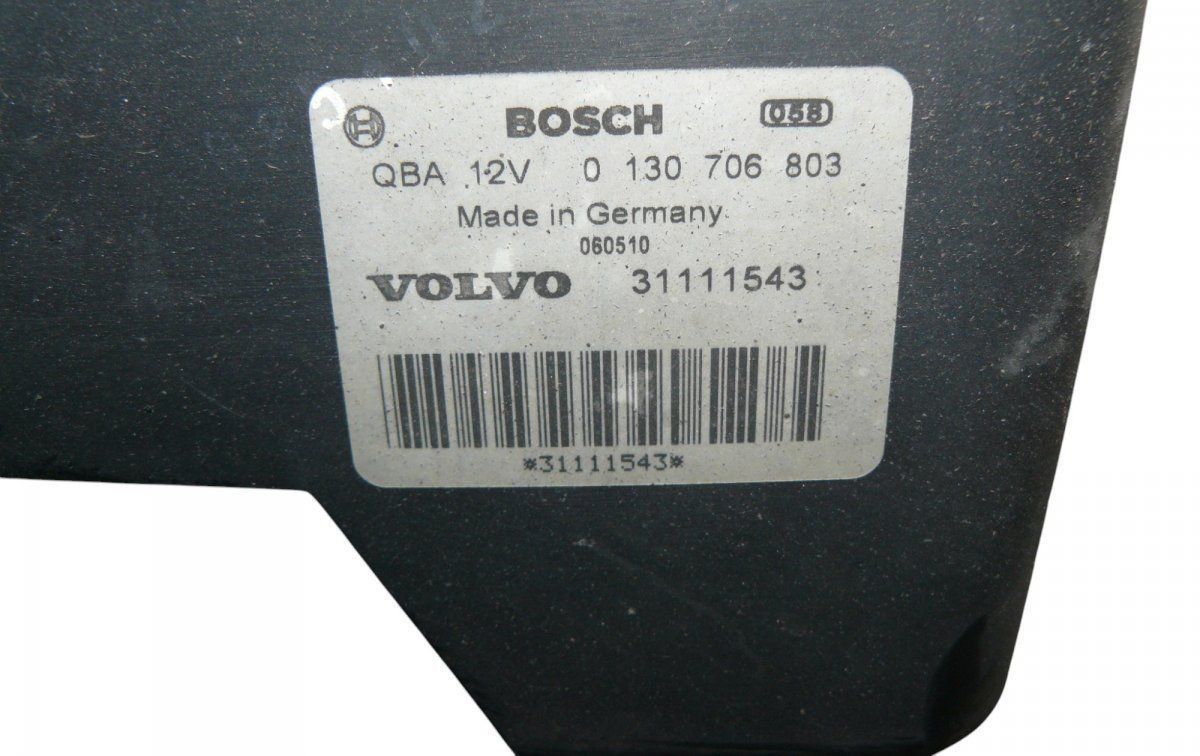 BOSCH 058
QBA 12V 0 130 706 803
Made in Germany
060510
VOLVO 31111543
*31111543*